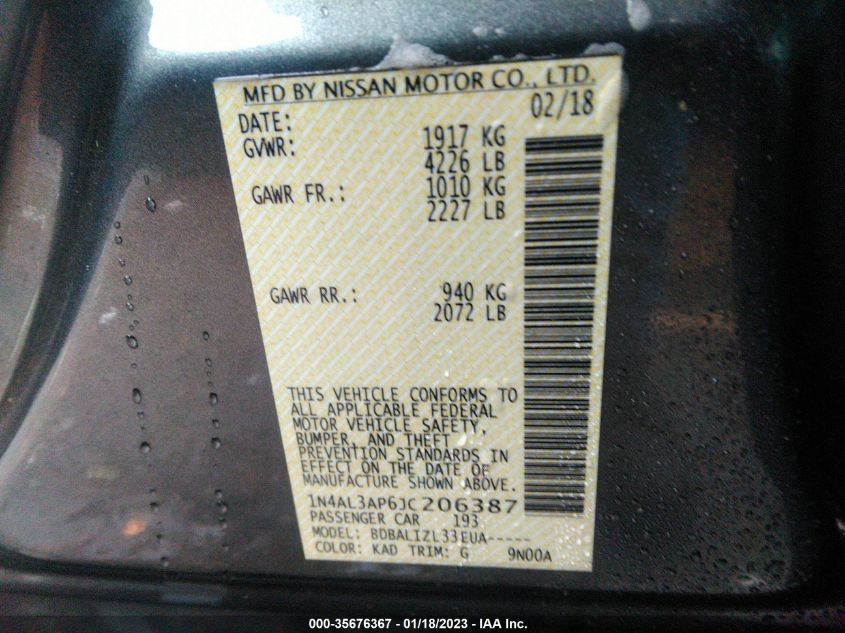 MFD BY NISSAN MOTOR CO., LTD.
DATE: 02/18
GVWR: 1917 KG
4226 LB
GAWR FR.: 1010 KG
2227 LB
GAWR RR.: 940 KG
2072 LB
THIS VEHICLE CONFORMS TO
ALL APPLICABLE FEDERAL
MOTOR VEHICLE SAFETY,
BUMPER, AND THEFT
PREVENTION STANDARDS IN
EFFECT ON THE DATE OF
MANUFACTURE SHOWN ABOVE.
1N4AL3AP6JC206387
PASSENGER CAR 193
MODEL: BDBALIZL33EUA-----
COLOR: KAD TRIM: G 9N00A
000-35676367 - 01/18/2023 - IAA Inc.